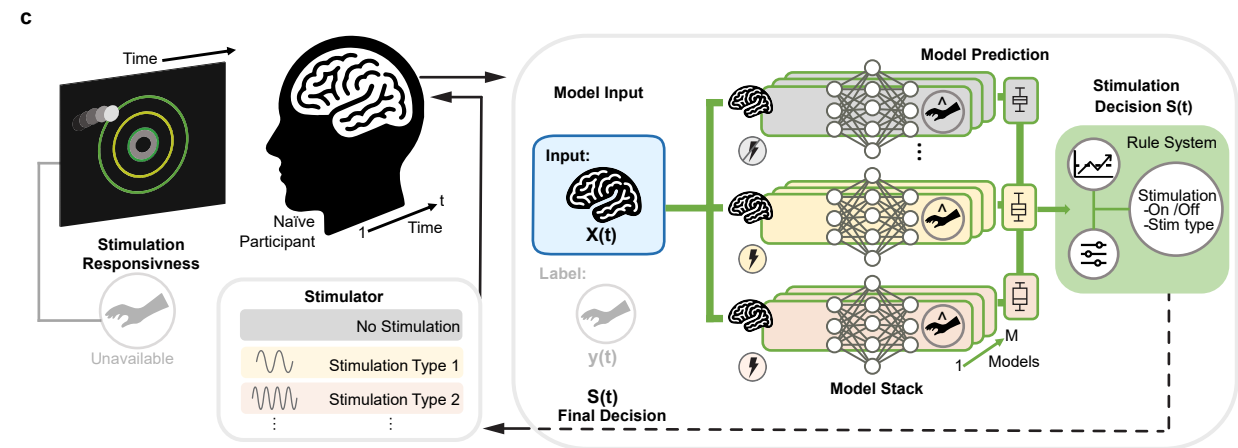 c
Time
Naïve
Participant
1
Time
t
Stimulation
Responsivness
Unavailable
Stimulator
No Stimulation
Stimulation Type 1
Stimulation Type 2
⋮ ⋮
Model Input
Input:
X(t)
Label:
y(t)
S(t)
Final Decision
Model Prediction
^
⋮
^
^
1
M
Models
Model Stack
Stimulation
Decision S(t)
Rule System
Stimulation
-On /Off
-Stim type